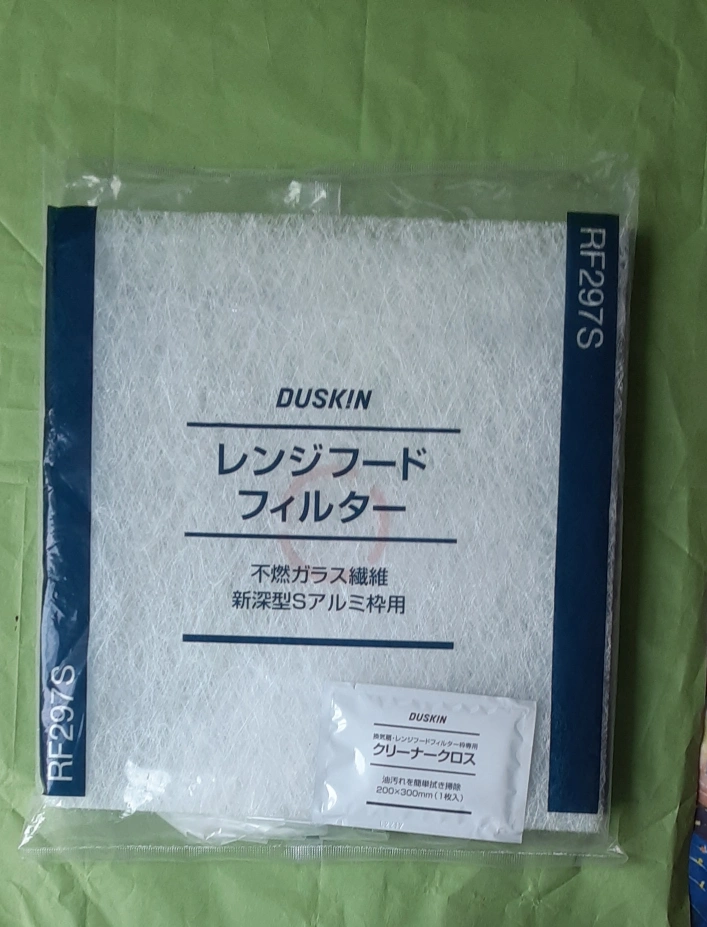 RF297S
DUSKIN
レンジフード
フィルター
不燃ガラス繊維
新深型Sアルミ枠用
RF297S
DUSKIN
換気扇・レンジフードフィルター枠専用
クリーナークロス
油汚れを簡単拭き掃除
200×300mm(1枚入)